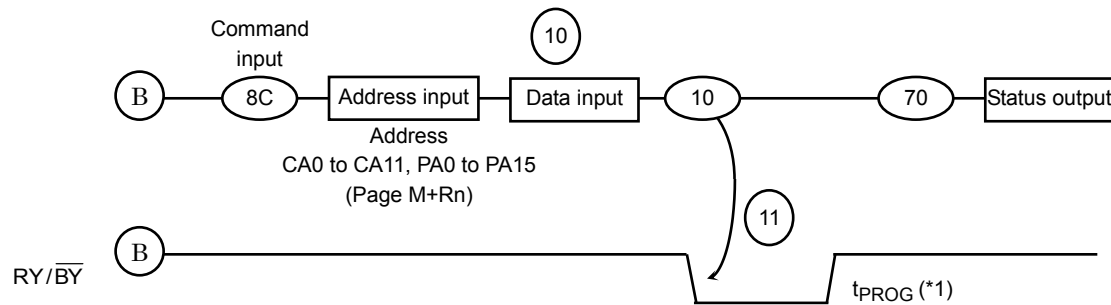 Command
input
10
B
8C
Address input
Data input
10
70
Status output
Address
CA0 to CA11, PA0 to PA15
(Page M+Rn)
11
B
RY/BY
tPROG (*1)